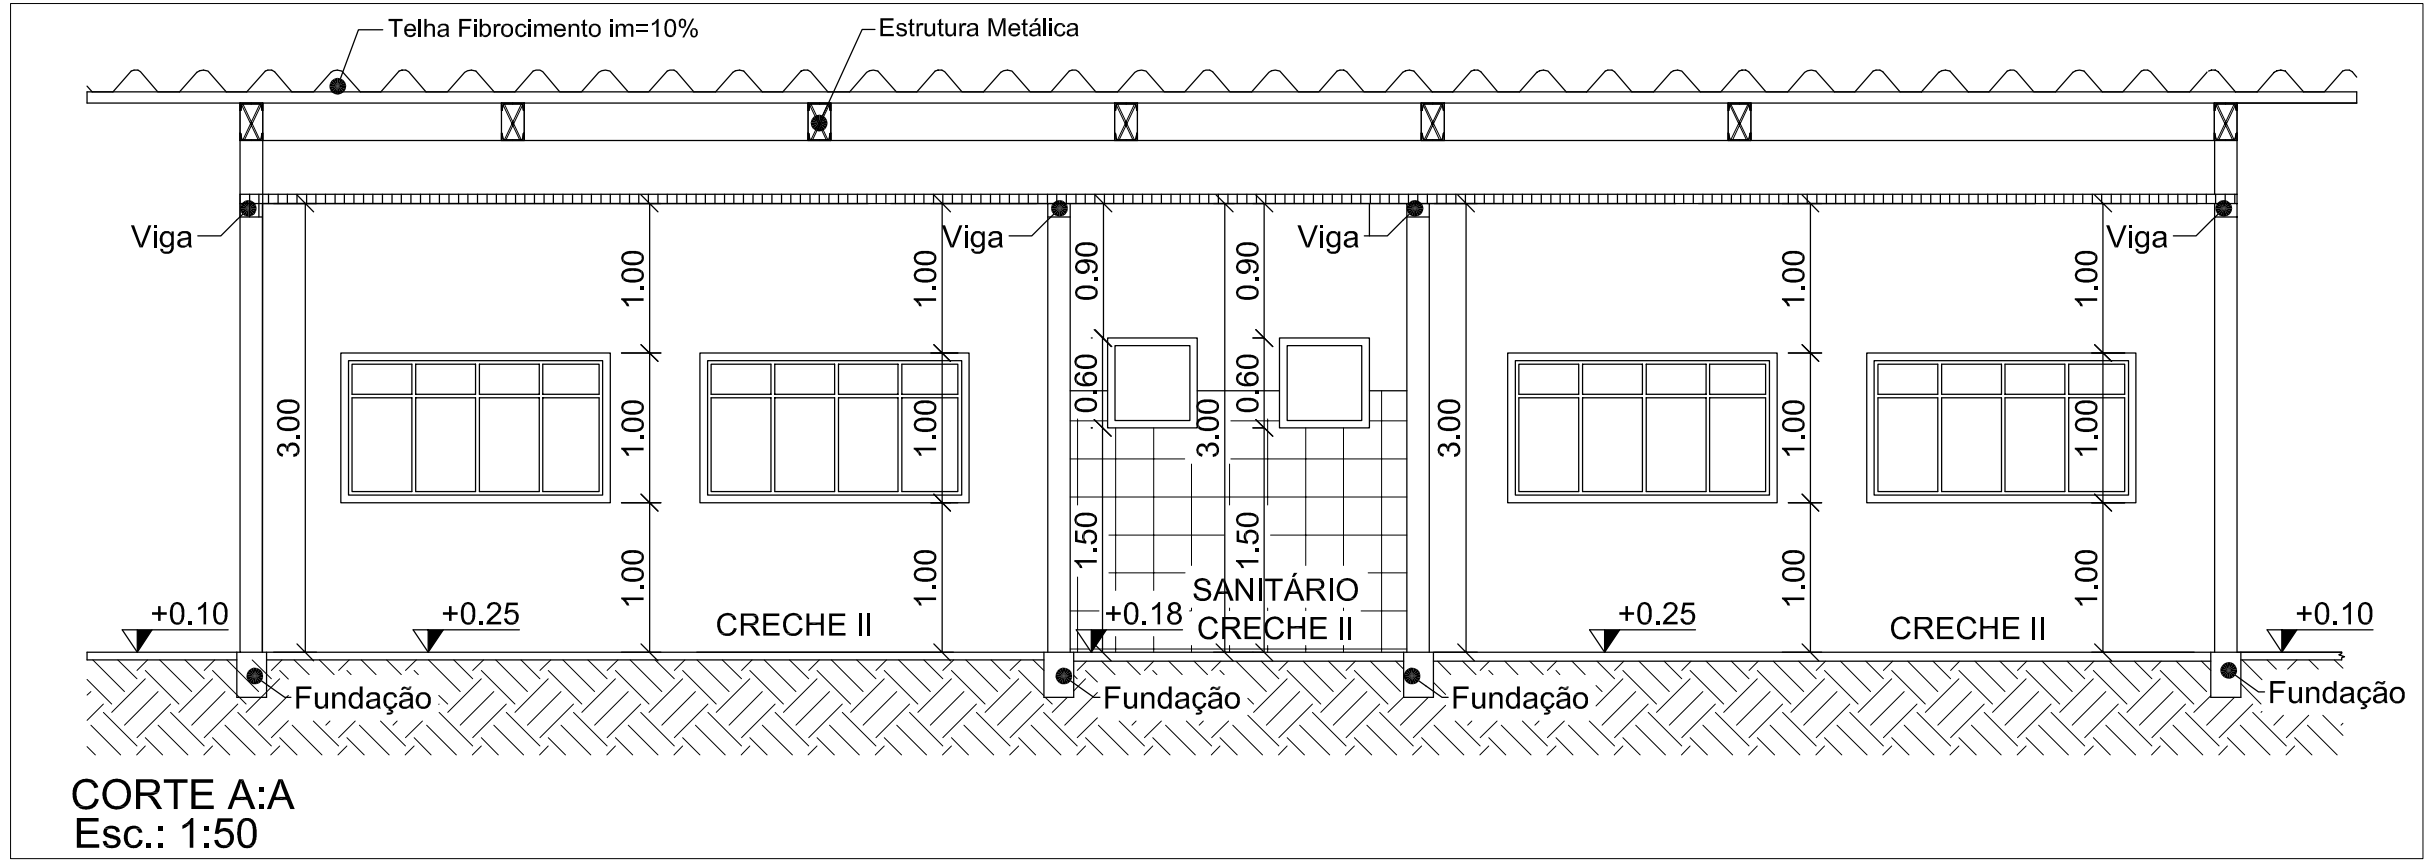 Telha Fibrocimento im=10%
Estrutura Metálica
Viga
Viga
Viga
Viga
1.00
1.00
0.90
0.90
1.00
1.00
3.00
1.00
1.00
0.60
3.00
0.60
3.00
1.00
1.00
1.00
1.00
1.50
1.50
1.00
1.00
+0.10
+0.25
CRECHE II
+0.18
SANITÁRIO
CRECHE II
+0.25
CRECHE II
+0.10
Fundação
Fundação
Fundação
Fundação
CORTE A:A
Esc.: 1:50